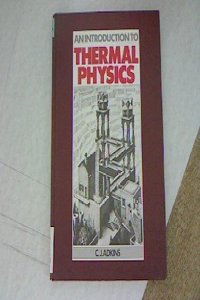 AN INTRODUCTION TO
THERMAL
PHYSICS
C.J.ADKINS